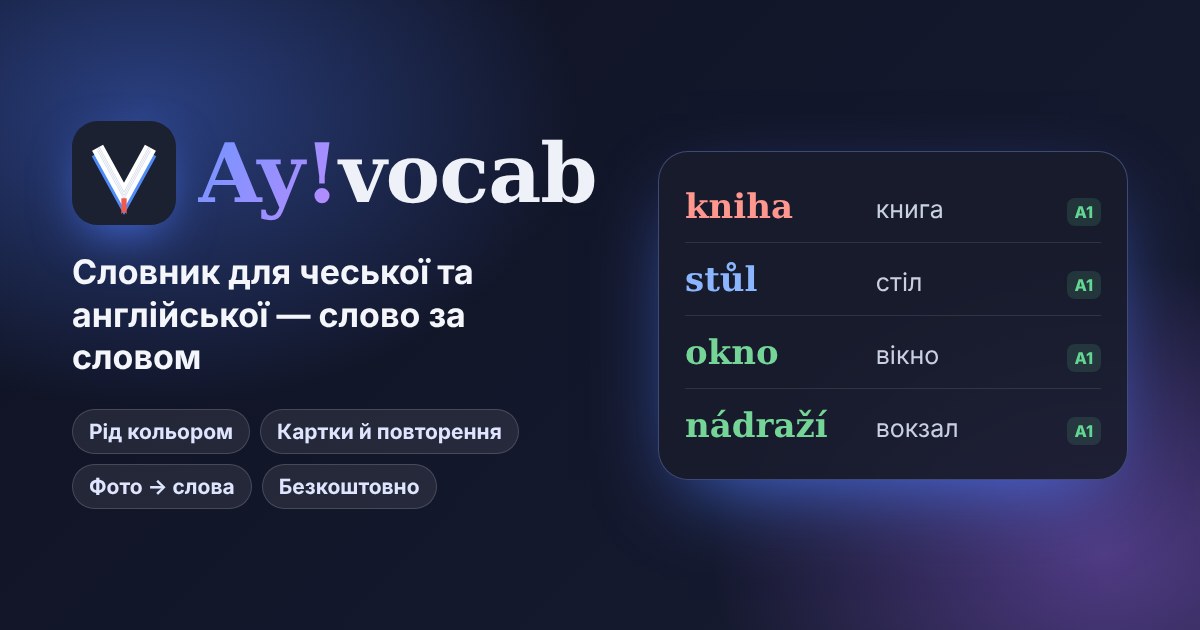 Ay!vocab
Словник для чеської та
англійської — слово за
словом
Рід кольором
Картки й повторення
Фото → слова
Безкоштовно
kniha книга A1
stůl стіл A1
okno вікно A1
nádraží вокзал A1